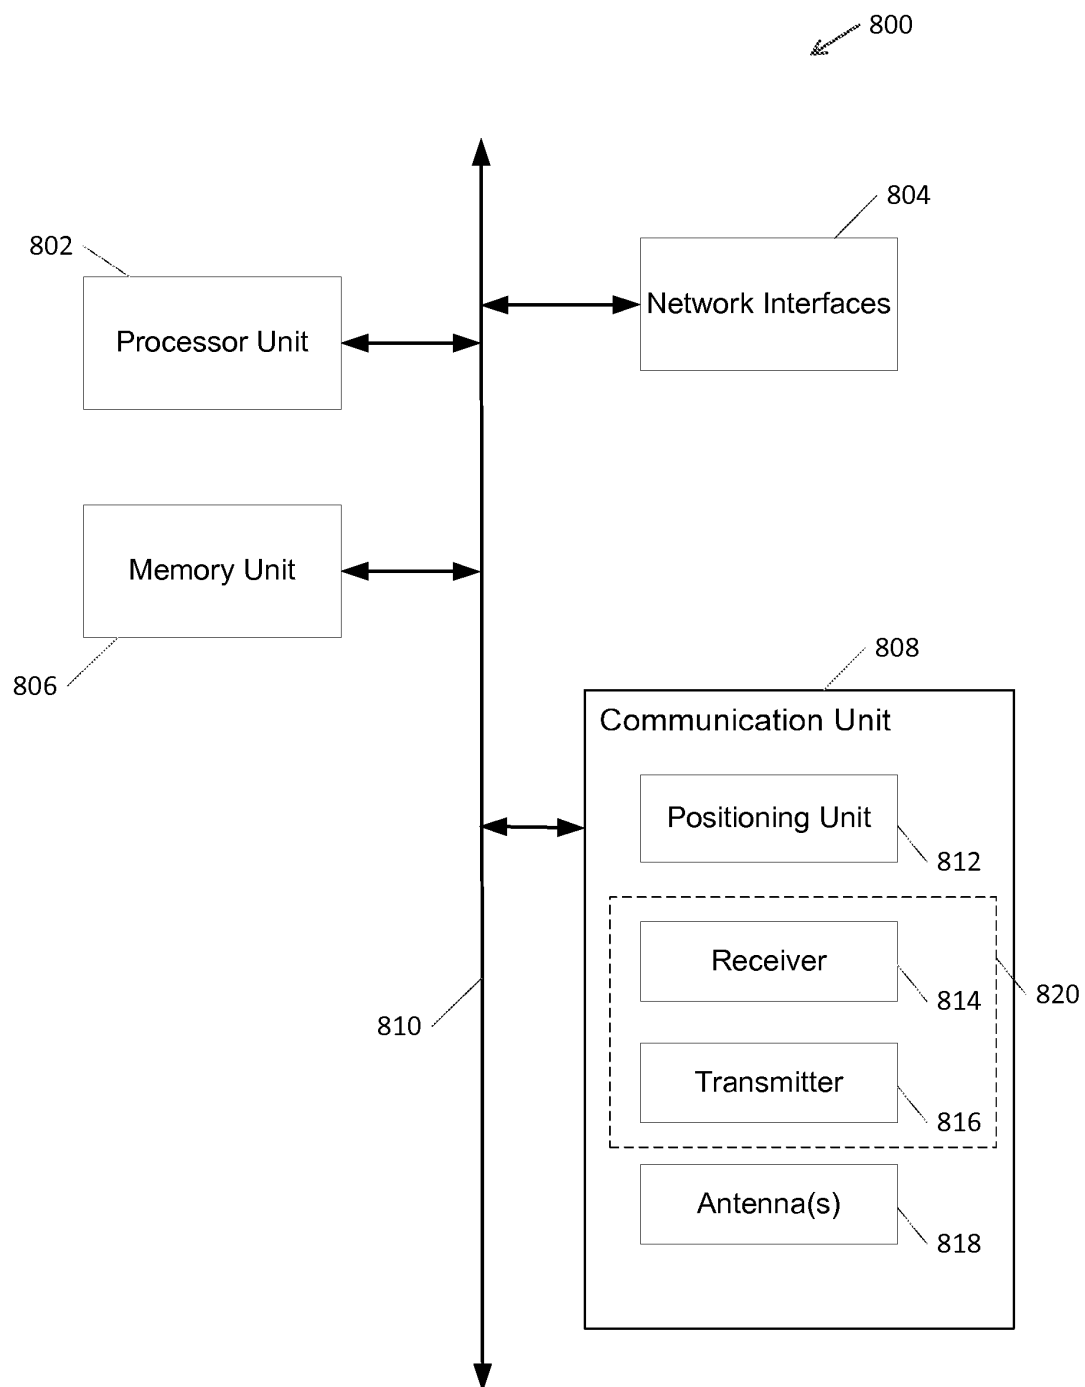 800
804
802
Network Interfaces
Processor Unit
Memory Unit
806
808
Communication Unit
Positioning Unit
812
Receiver
814
820
810
Transmitter
816
Antenna(s)
818